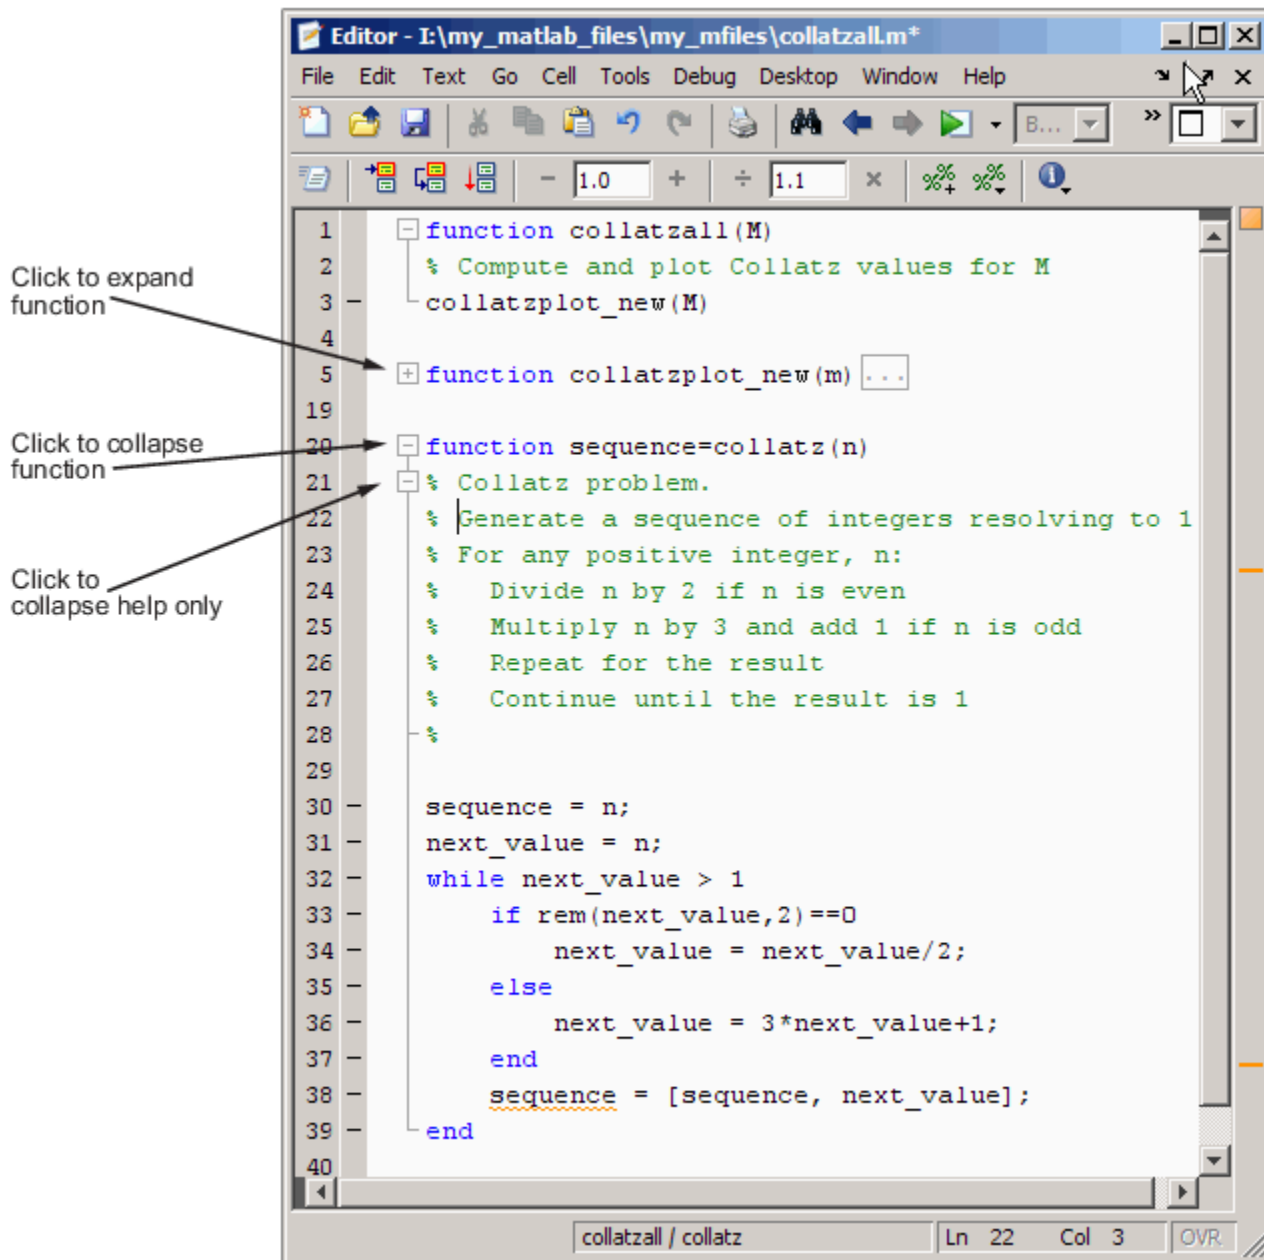 Editor - I:\my_matlab_files\my_mfiles\collatzall.m*
File Edit Text Go Cell Tools Debug Desktop Window Help
B...
1.0 1.1
1 function collatzall(M)
2 % Compute and plot Collatz values for M
3 − collatzplot_new(M)
4
5 function collatzplot_new(m) ...
19
20 function sequence=collatz(n)
21 % Collatz problem.
22 % Generate a sequence of integers resolving to 1
23 % For any positive integer, n:
24 %   Divide n by 2 if n is even
25 %   Multiply n by 3 and add 1 if n is odd
26 %   Repeat for the result
27 %   Continue until the result is 1
28 %
29
30 − sequence = n;
31 − next_value = n;
32 − while next_value > 1
33 −     if rem(next_value,2)==0
34 −         next_value = next_value/2;
35 −     else
36 −         next_value = 3*next_value+1;
37 −     end
38 −     sequence = [sequence, next_value];
39 − end
40
Click to expand
function
Click to collapse
function
Click to
collapse help only
collatzall / collatz Ln 22 Col 3 OVR